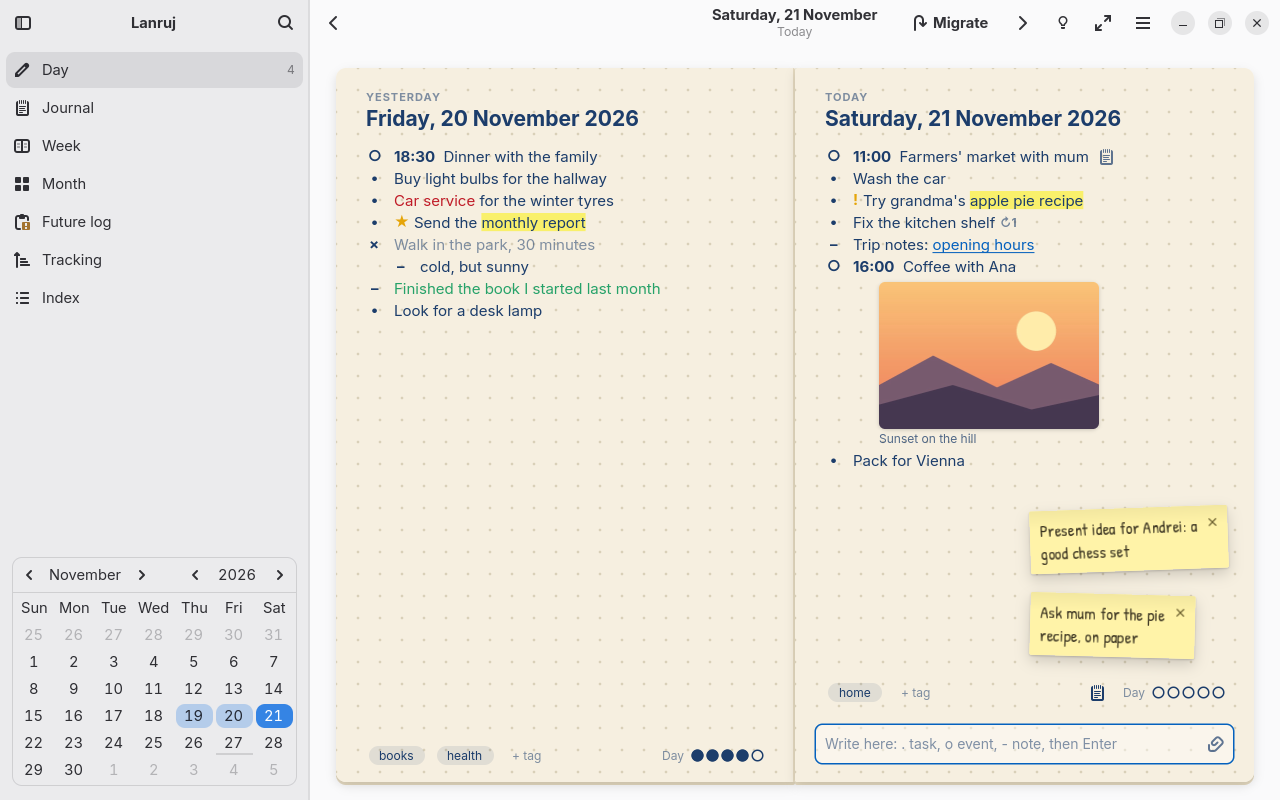 Lanruj
Saturday, 21 November
Today
Migrate
Day 4
Journal
Week
Month
Future log
Tracking
Index
November 2026
Sun Mon Tue Wed Thu Fri Sat
25 26 27 28 29 30 31
1 2 3 4 5 6 7
8 9 10 11 12 13 14
15 16 17 18 19 20 21
22 23 24 25 26 27 28
29 30 1 2 3 4 5
YESTERDAY
Friday, 20 November 2026
18:30 Dinner with the family
• Buy light bulbs for the hallway
• Car service for the winter tyres
• ★ Send the monthly report
× Walk in the park, 30 minutes
– cold, but sunny
– Finished the book I started last month
• Look for a desk lamp
books health + tag Day
TODAY
Saturday, 21 November 2026
11:00 Farmers' market with mum
• Wash the car
• ! Try grandma's apple pie recipe
• Fix the kitchen shelf ↻1
– Trip notes: opening hours
16:00 Coffee with Ana
Sunset on the hill
• Pack for Vienna
Present idea for Andrei: a
good chess set
Ask mum for the pie
recipe, on paper
home + tag Day
Write here: . task, o event, - note, then Enter